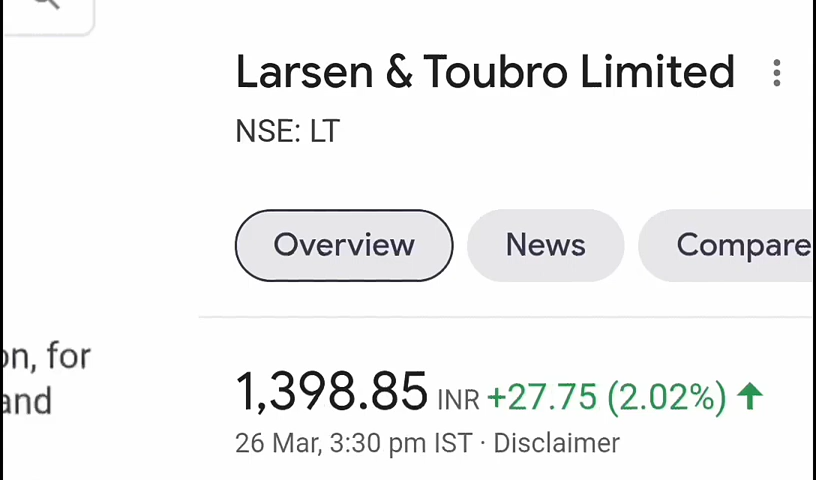 Larsen & Toubro Limited
NSE: LT
Overview
News
Compare
on, for
and
1,398.85 INR +27.75 (2.02%)
26 Mar, 3:30 pm IST · Disclaimer